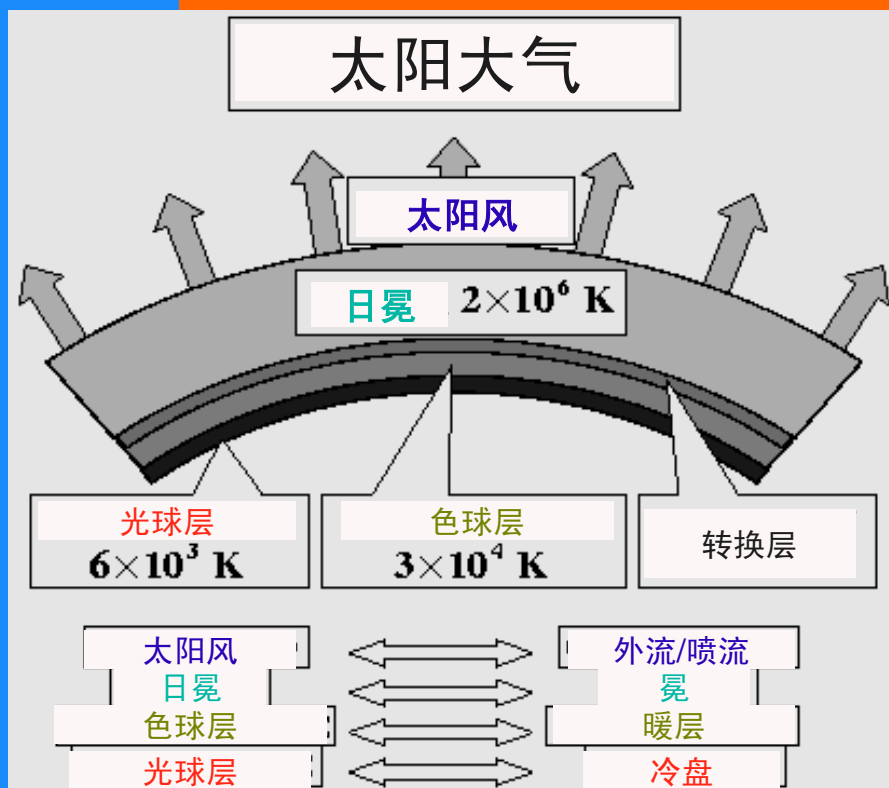 太阳大气
太阳风
日冕 2×10⁶ K
光球层
6×10³ K
色球层
3×10⁴ K
转换层
太阳风 外流/喷流
日冕 冕
色球层 暖层
光球层 冷盘